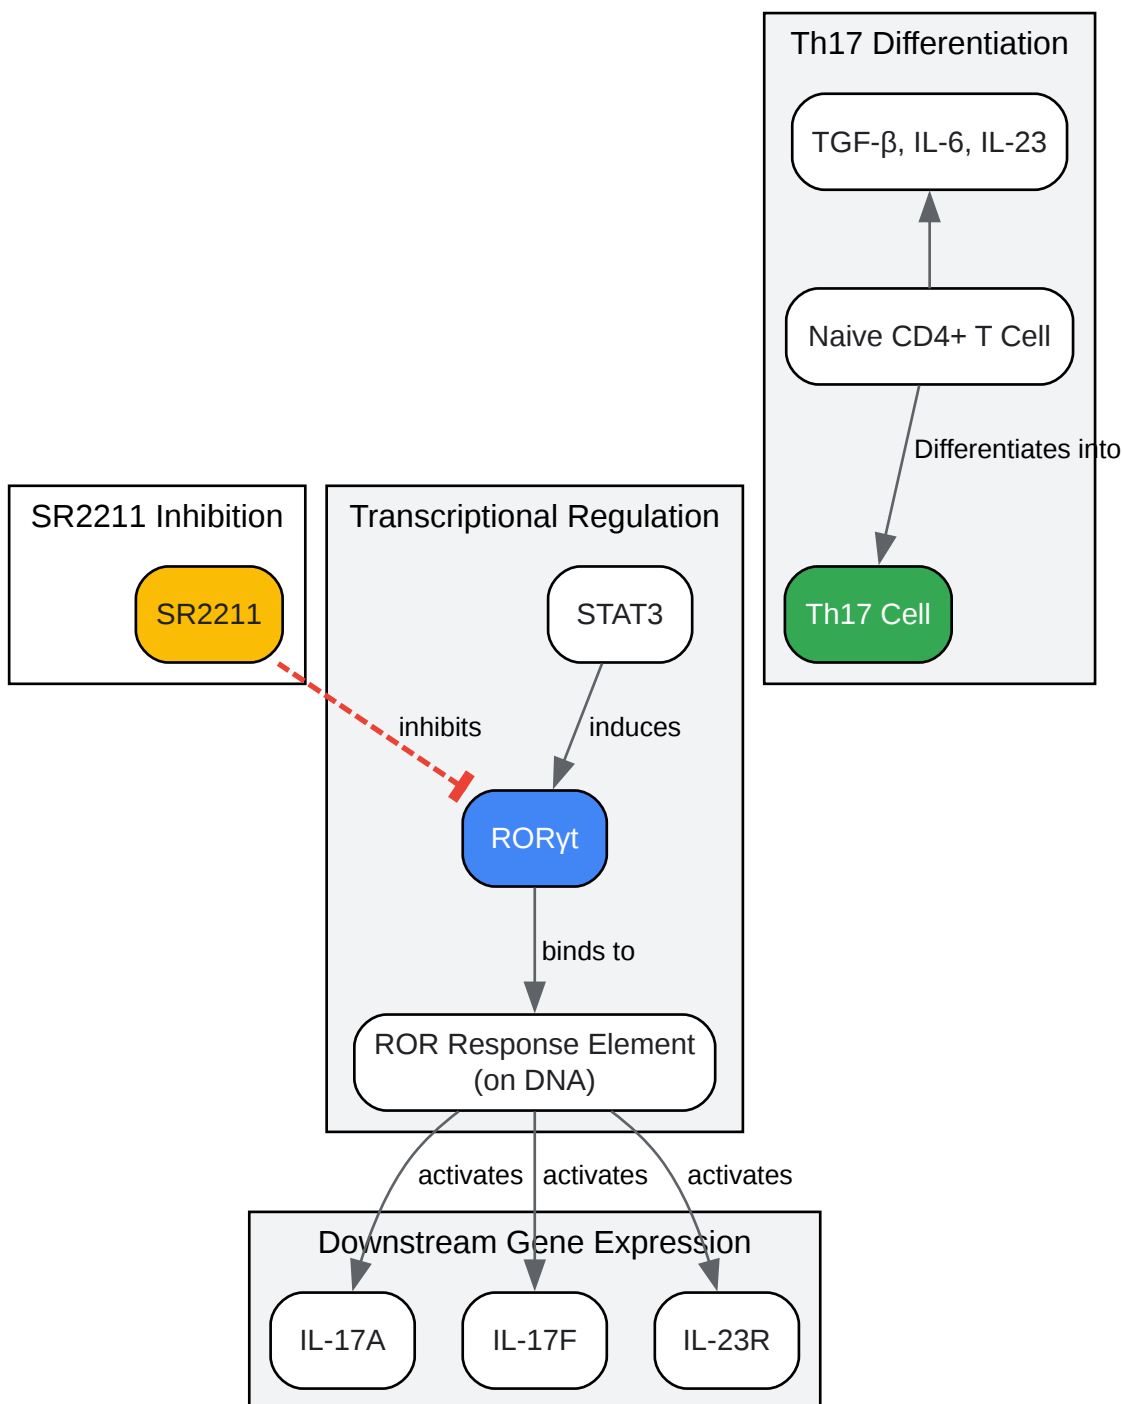 Th17 Differentiation
TGF-β, IL-6, IL-23
Naive CD4+ T Cell
Differentiates into
Th17 Cell
SR2211 Inhibition
SR2211
inhibits
Transcriptional Regulation
STAT3
induces
RORγt
binds to
ROR Response Element
(on DNA)
activates
activates
activates
Downstream Gene Expression
IL-17A
IL-17F
IL-23R